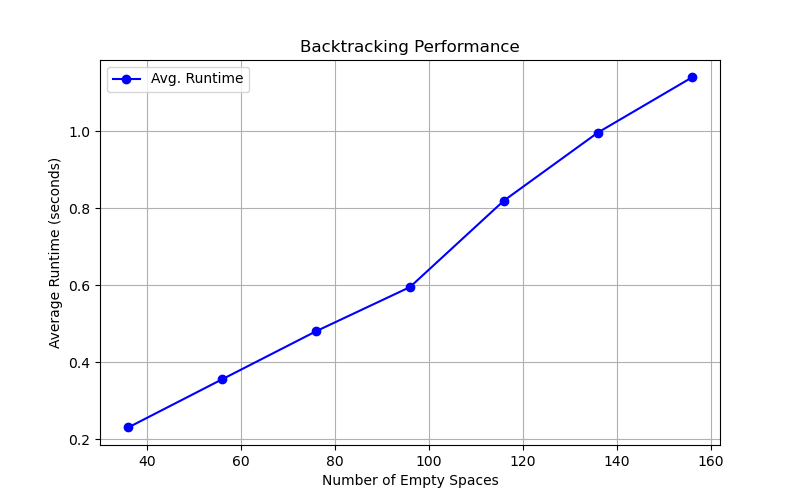 Backtracking Performance
Avg. Runtime
Average Runtime (seconds)
1.0
0.8
0.6
0.4
0.2
40 60 80 100 120 140 160
Number of Empty Spaces